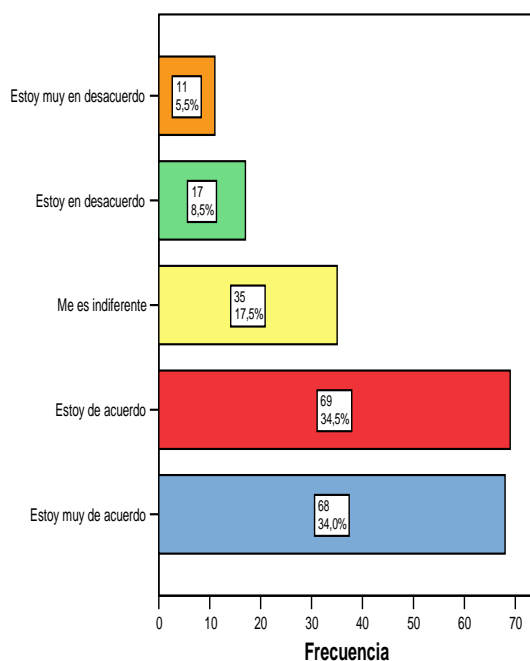 Estoy muy en desacuerdo
11
5,5%
Estoy en desacuerdo
17
8,5%
Me es indiferente
35
17,5%
Estoy de acuerdo
69
34,5%
Estoy muy de acuerdo
68
34,0%
0 10 20 30 40 50 60 70
Frecuencia